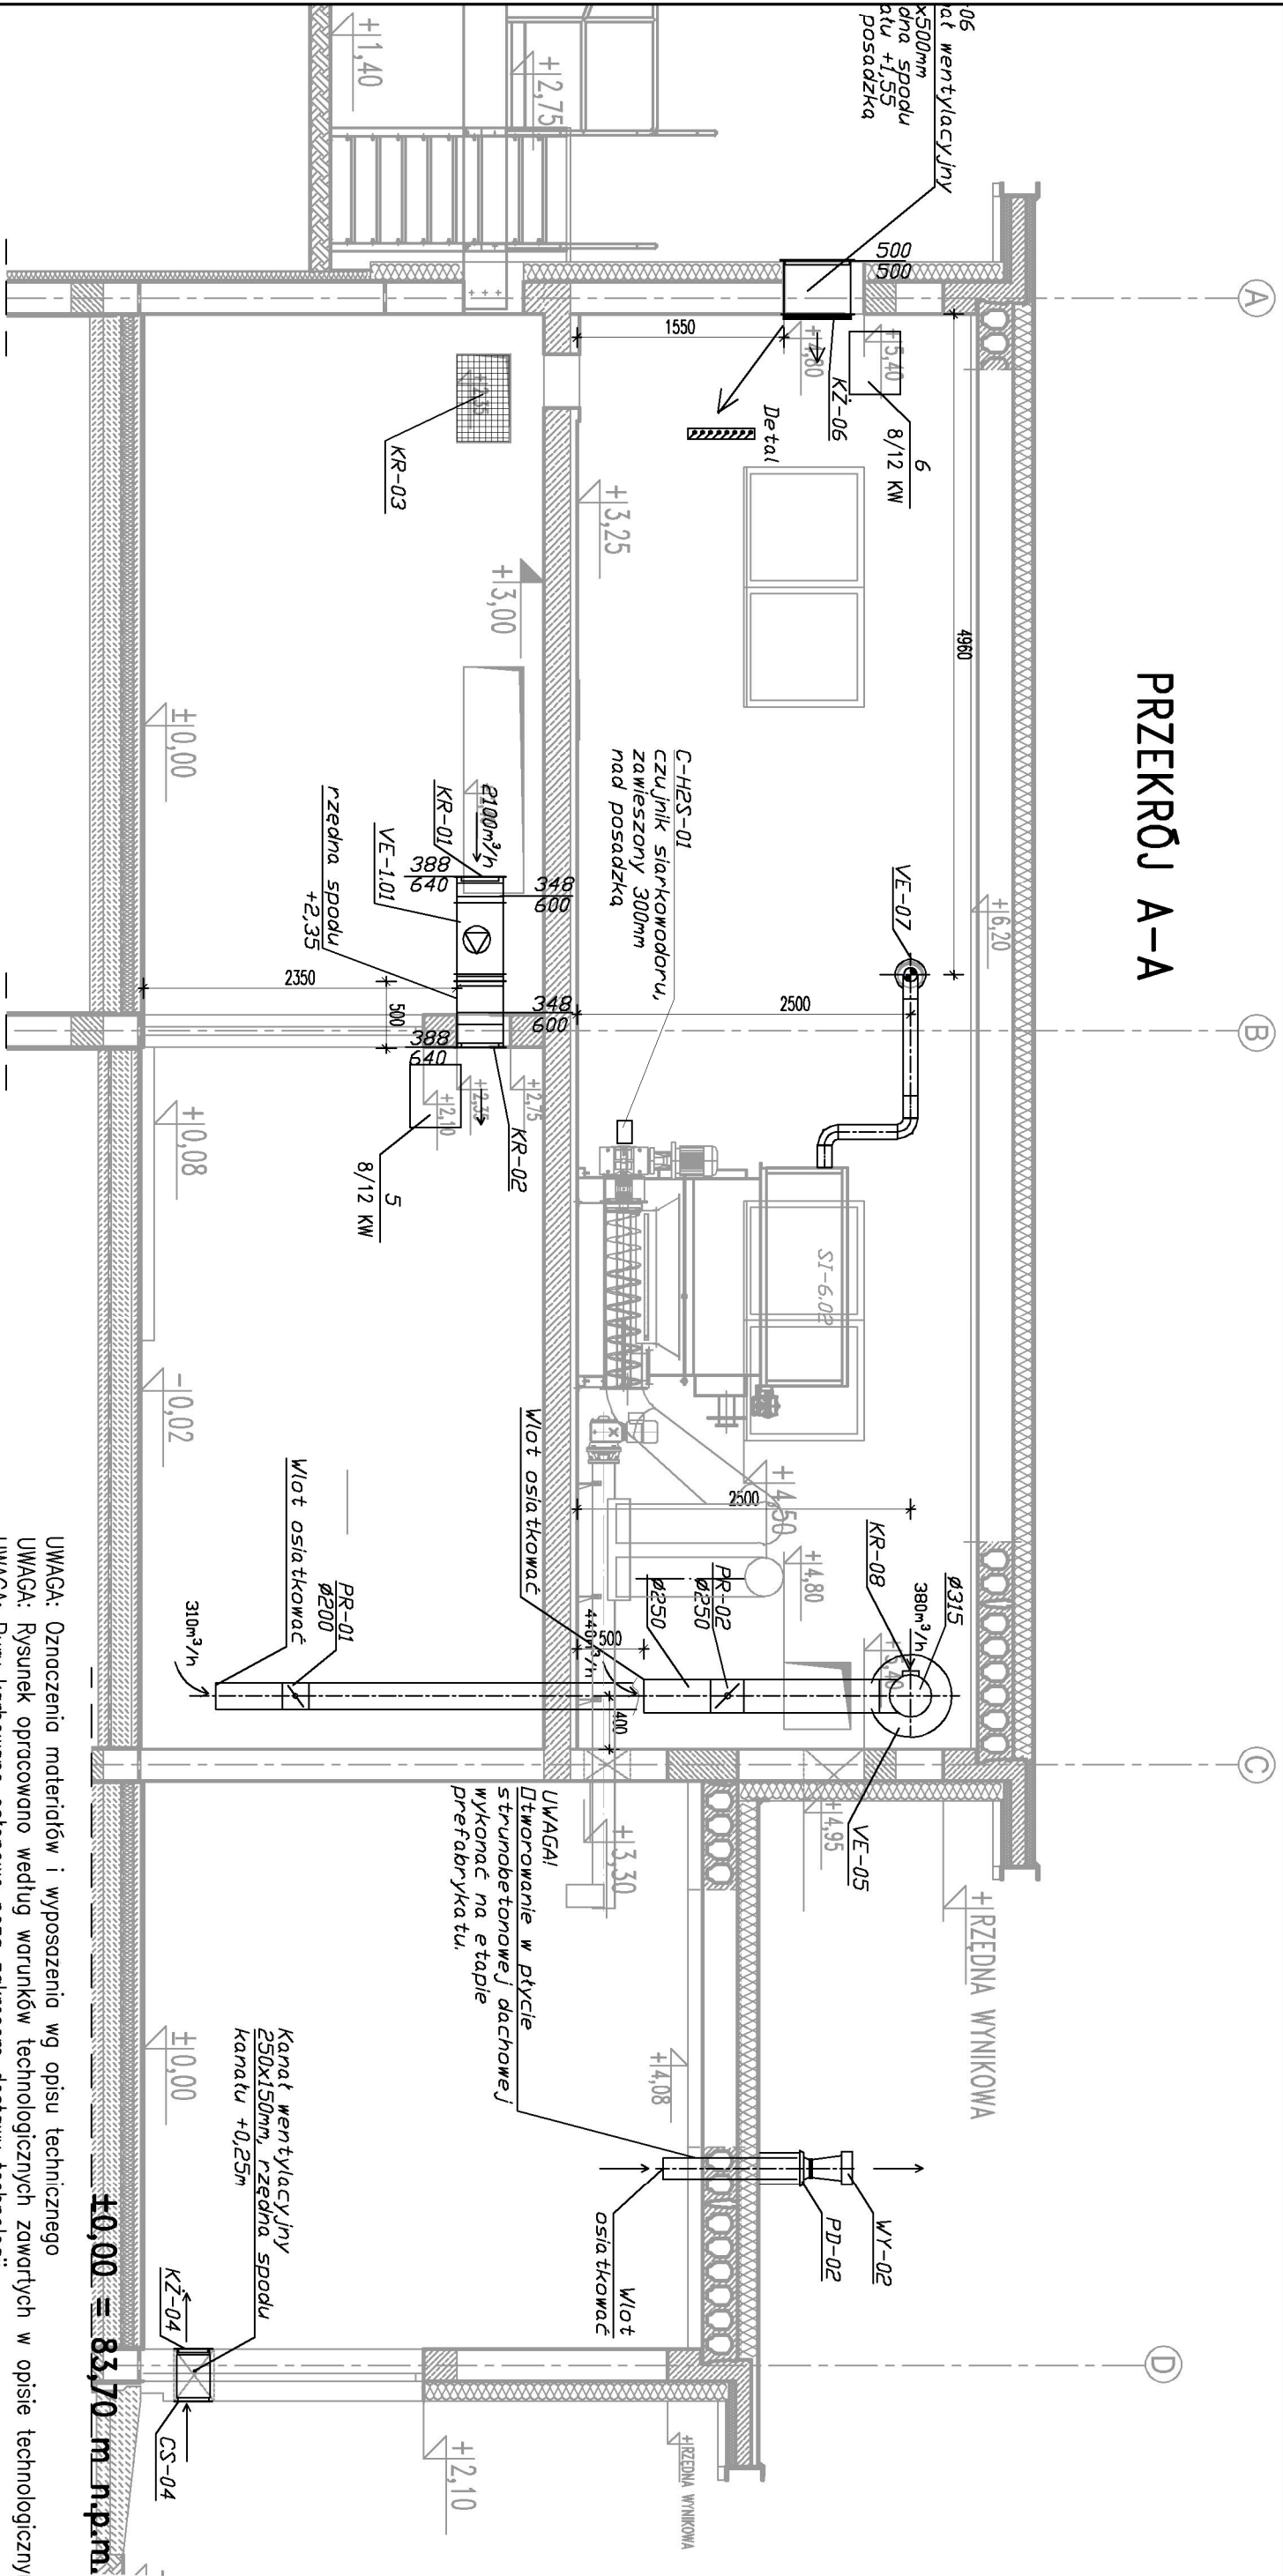 PRZEKRÓJ A-A
A
B
C
D
-06
wentylacyjny
x500mm
spodu
+1,55
posadzką
+1,40
+2,75
500
500
1550
+4,80
+5,40
KŻ-06
6
8/12 KW
Detal
4960
+3,25
+3,00
KR-03
+2,35
+6,20
VE-07
2500
C-H2S-01
czujnik siarkowodoru,
zawieszony 300mm
nad posadzką
2100m³/h
KR-01
388
640
348
600
VE-1.01
rzędna spodu
+2,35
±0,00
2350
500
348
600
388
640
+2,75
+2,35
+2,10
KR-02
5
8/12 KW
+0,08
-0,02
SI-6.02
+4,50
2500
+4,80
+5,40
KR-08
Ø315
380m³/h
PR-02
Ø250
Ø250
500
440m³/h
400
Wlot osiatkować
Wlot osiatkować
PR-01
Ø200
310m³/h
VE-05
+4,95
+3,30
+RZĘDNA WYNIKOWA
UWAGA!
Otworowanie w płycie
strunobetonowej dachowej
wykonać na etapie
prefabrykatu.
+4,08
WY-02
PD-02
Wlot
osiatkować
Kanał wentylacyjny
250x150mm, rzędna spodu
kanału +0,25m
±0,00
KŻ-04
CS-04
+2,10
+RZĘDNA WYNIKOWA
±0,00 = 83,70 m n.p.m.
UWAGA: Oznaczenia materiałów i wyposażenia wg opisu technicznego
UWAGA: Rysunek opracowano według warunków technologicznych zawartych w opisie technologiczny